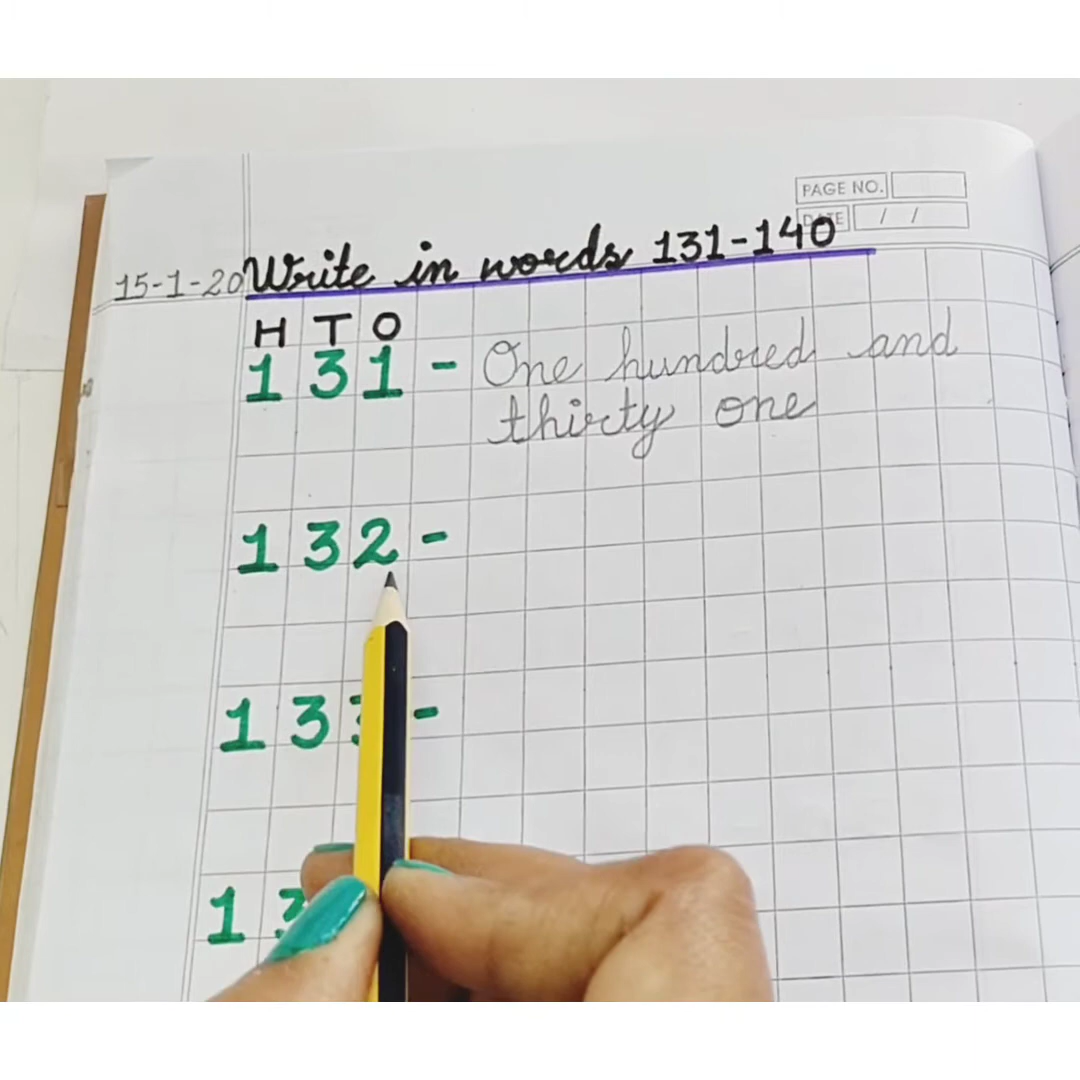 PAGE NO.
DATE / /
Write in words 131-140
15-1-20
H T O
131 - One hundred and
thirty one
132 -
133 -
13